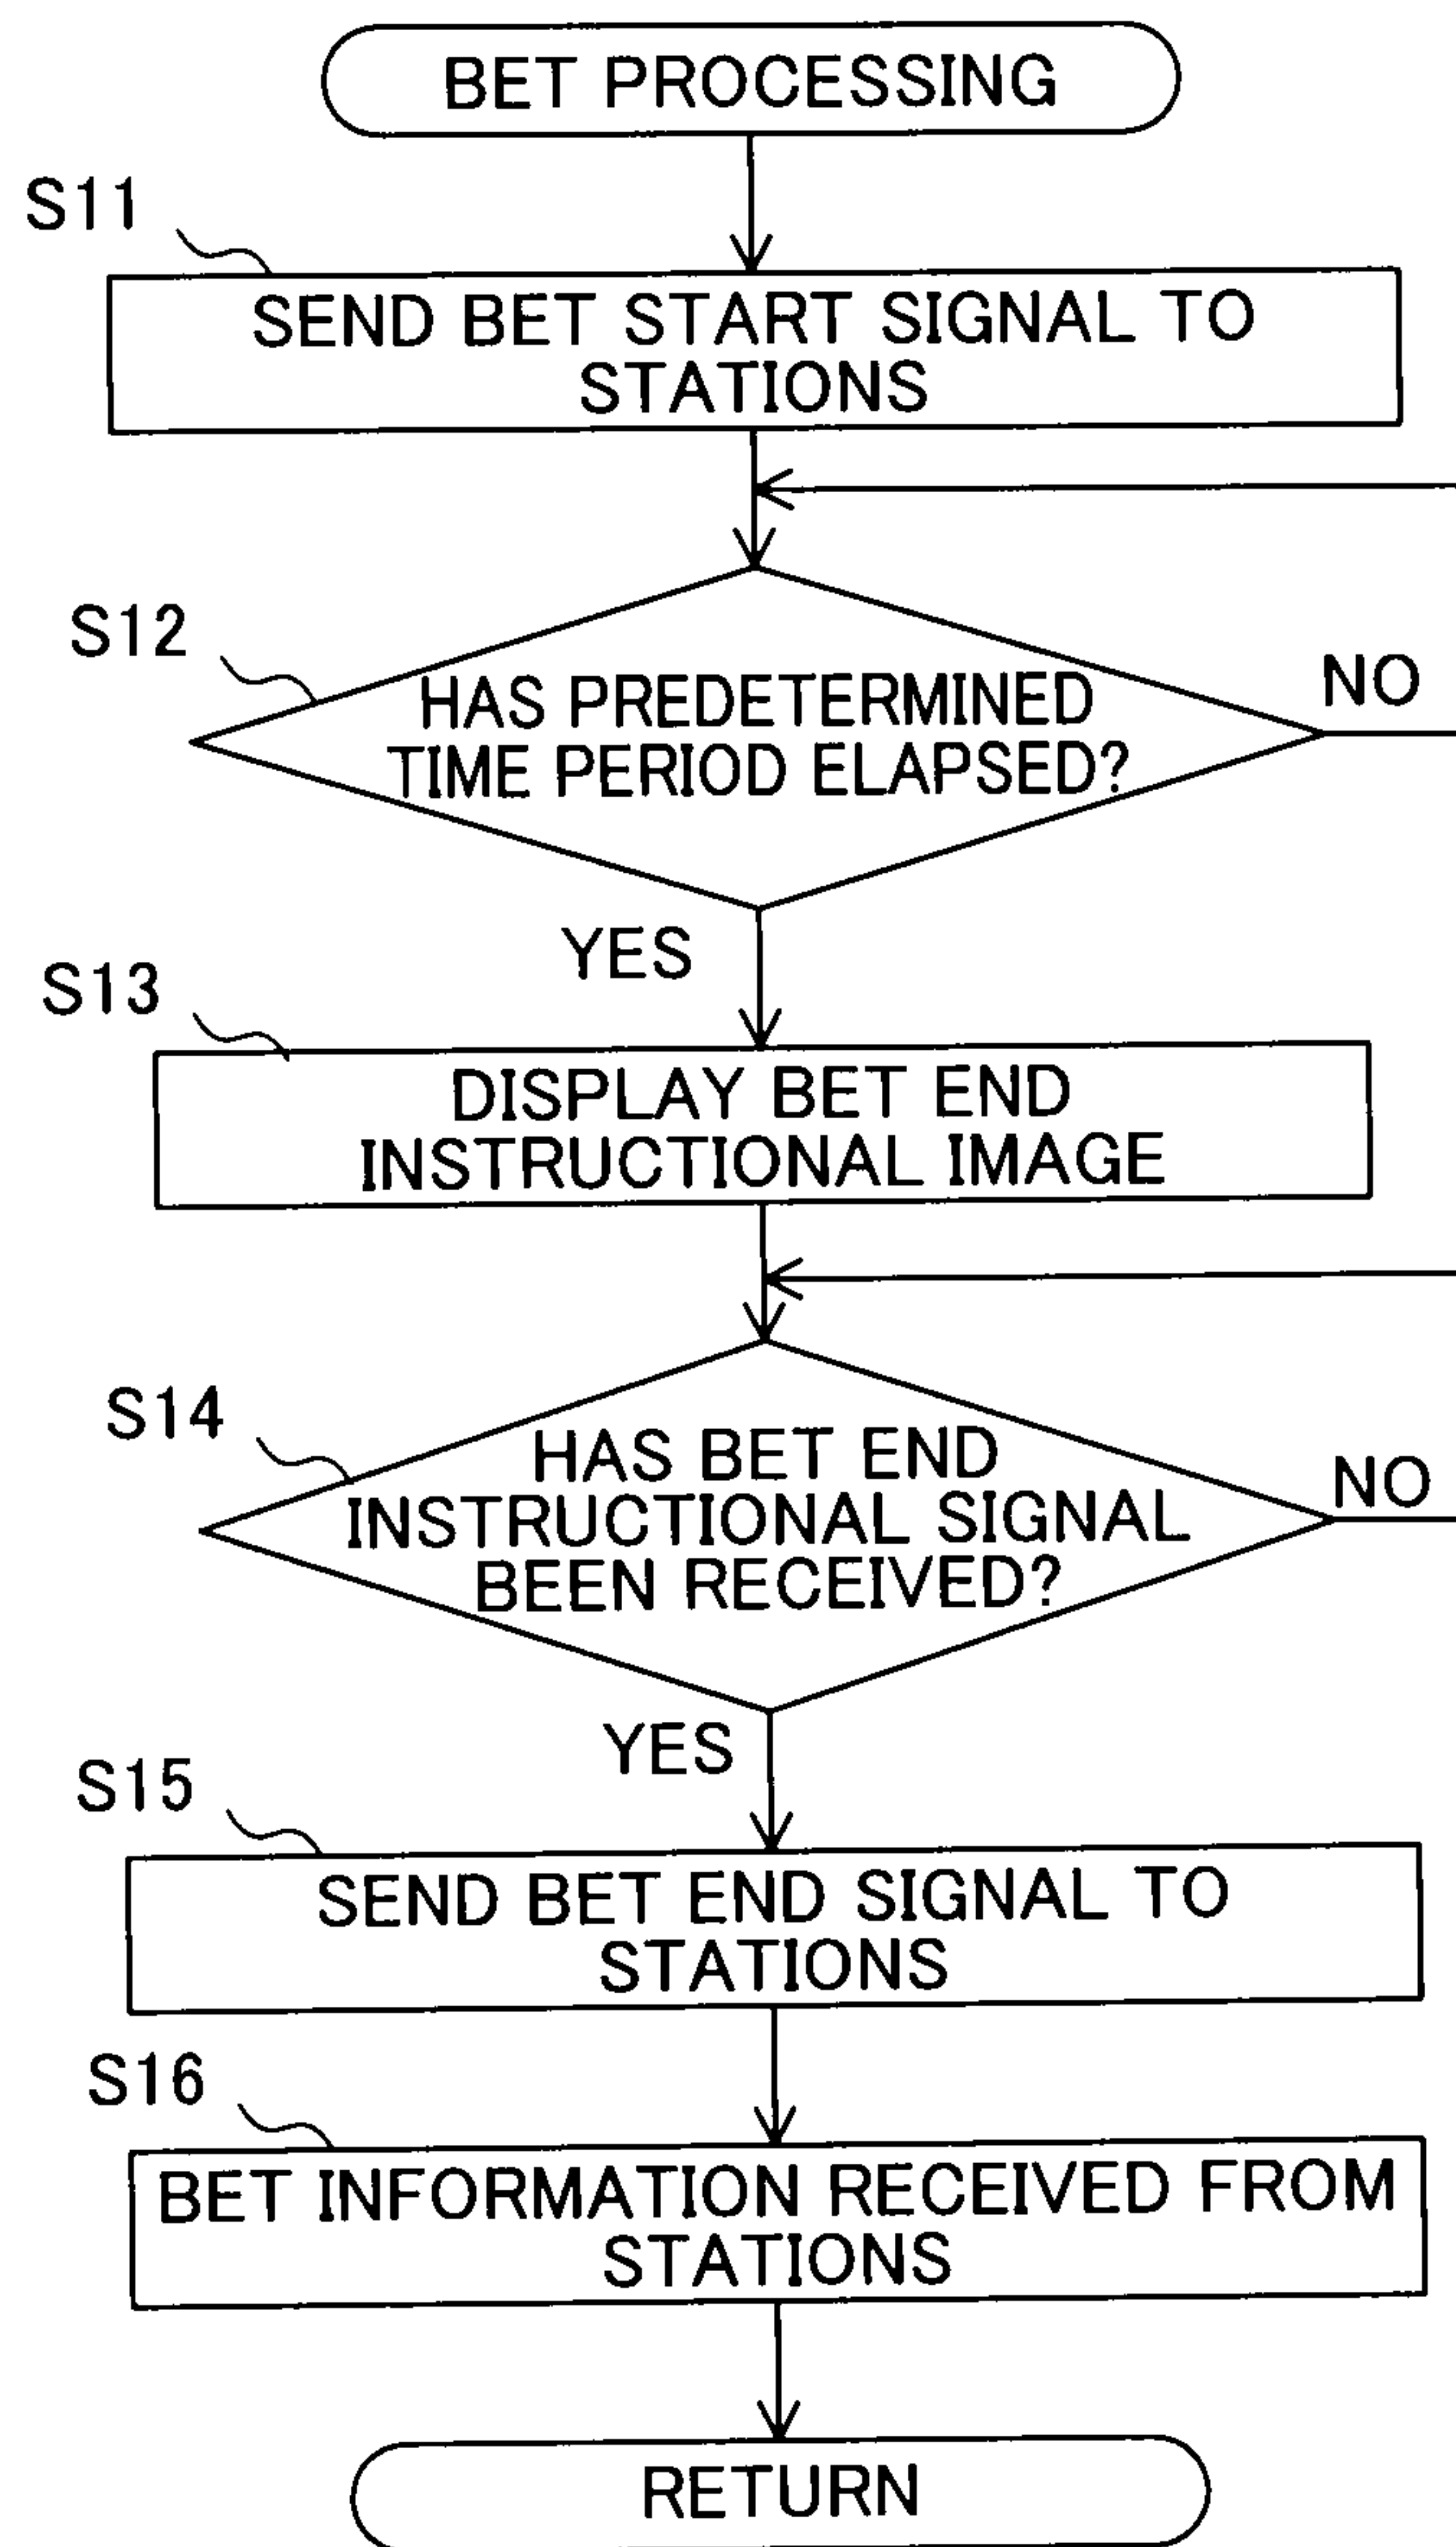 BET PROCESSING
S11
SEND BET START SIGNAL TO
STATIONS
S12
HAS PREDETERMINED
TIME PERIOD ELAPSED?
NO
YES
S13
DISPLAY BET END
INSTRUCTIONAL IMAGE
S14
HAS BET END
INSTRUCTIONAL SIGNAL
BEEN RECEIVED?
NO
YES
S15
SEND BET END SIGNAL TO
STATIONS
S16
BET INFORMATION RECEIVED FROM
STATIONS
RETURN